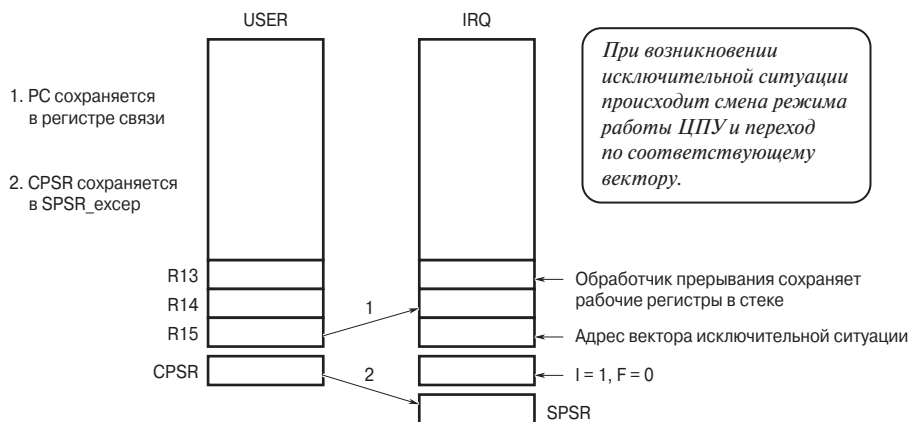 USER
IRQ
1. PC сохраняется
в регистре связи
2. CPSR сохраняется
в SPSR_excep
При возникновении
исключительной ситуации
происходит смена режима
работы ЦПУ и переход
по соответствующему
вектору.
R13
R14
R15
CPSR
1
2
Обработчик прерывания сохраняет
рабочие регистры в стеке
Адрес вектора исключительной ситуации
I = 1, F = 0
SPSR